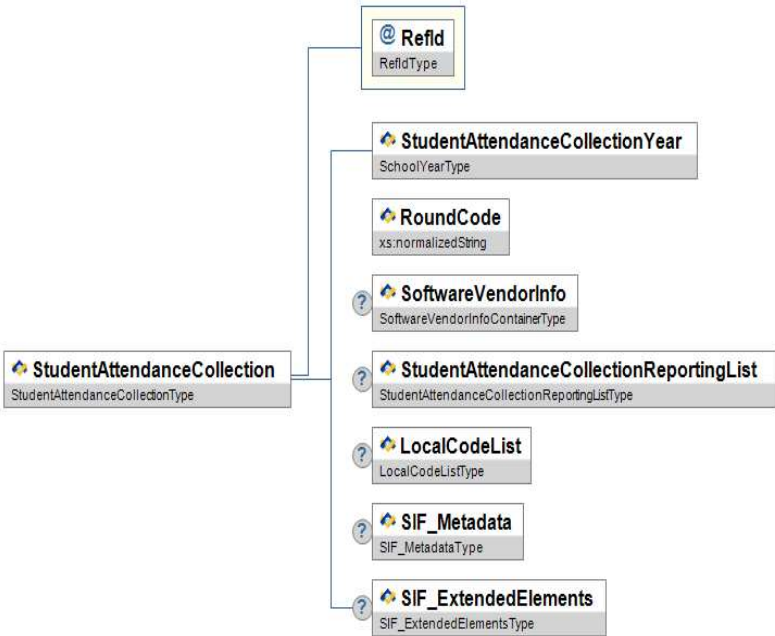 @ RefId
RefIdType
StudentAttendanceCollectionYear
SchoolYearType
RoundCode
xs:normalizedString
? SoftwareVendorInfo
SoftwareVendorInfoContainerType
StudentAttendanceCollection
StudentAttendanceCollectionType
? StudentAttendanceCollectionReportingList
StudentAttendanceCollectionReportingListType
? LocalCodeList
LocalCodeListType
? SIF_Metadata
SIF_MetadataType
? SIF_ExtendedElements
SIF_ExtendedElementsType